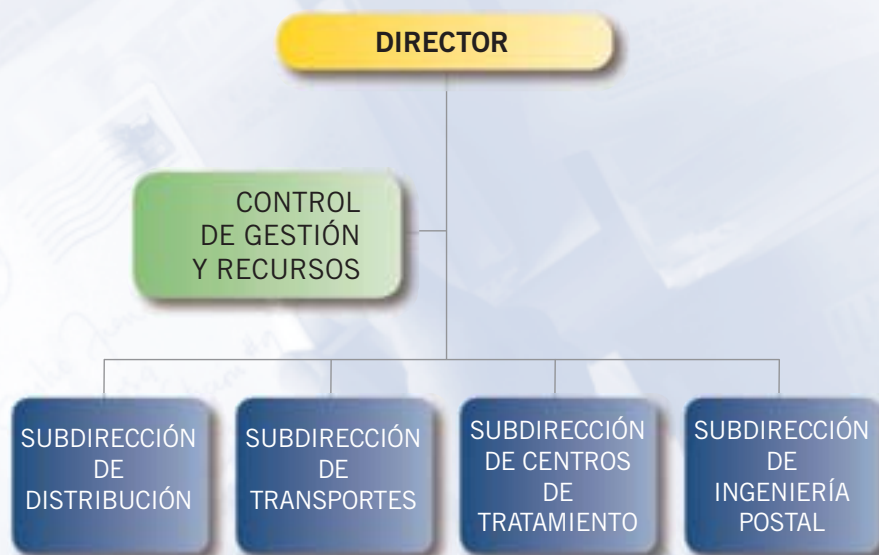 DIRECTOR
CONTROL
DE GESTIÓN
Y RECURSOS
SUBDIRECCIÓN
DE
DISTRIBUCIÓN
SUBDIRECCIÓN
DE
TRANSPORTES
SUBDIRECCIÓN
DE CENTROS
DE
TRATAMIENTO
SUBDIRECCIÓN
DE
INGENIERÍA
POSTAL